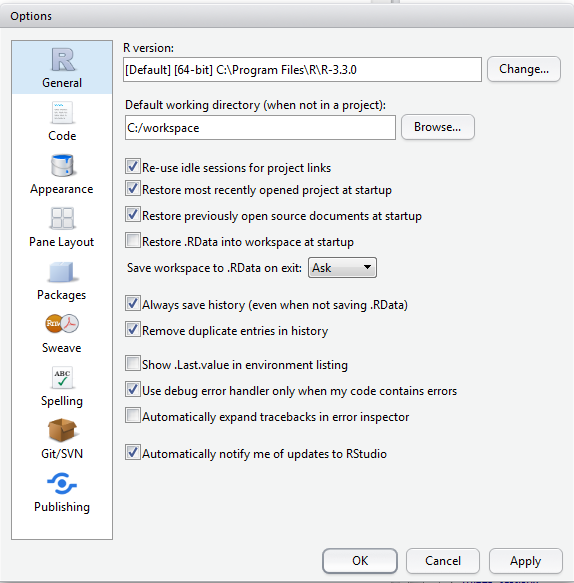 Options
R version:
[Default] [64-bit] C:\Program Files\R\R-3.3.0
Change...
Default working directory (when not in a project):
C:/workspace
Browse...
Re-use idle sessions for project links
Restore most recently opened project at startup
Restore previously open source documents at startup
Restore .RData into workspace at startup
Save workspace to .RData on exit: Ask
Always save history (even when not saving .RData)
Remove duplicate entries in history
Show .Last.value in environment listing
Use debug error handler only when my code contains errors
Automatically expand tracebacks in error inspector
Automatically notify me of updates to RStudio
R
General
Code
Appearance
Pane Layout
Packages
Sweave
ABC
Spelling
Git/SVN
Publishing
OK
Cancel
Apply